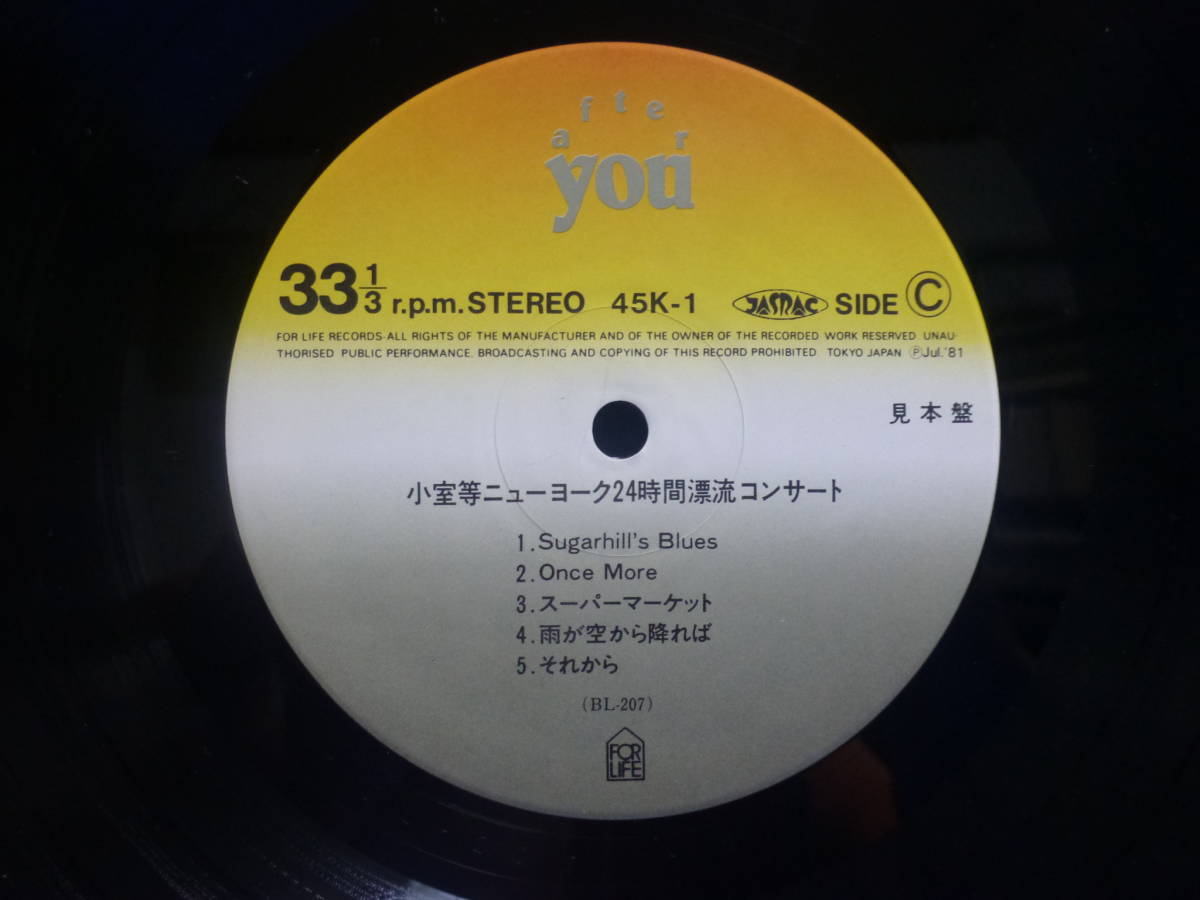 after
you
33 1/3 r.p.m. STEREO 45K-1 JASRAC SIDE Ⓒ
FOR LIFE RECORDS·ALL RIGHTS OF THE MANUFACTURER AND OF THE OWNER OF THE RECORDED WORK RESERVED. UNAU-
THORISED PUBLIC PERFORMANCE. BROADCASTING AND COPYING OF THIS RECORD PROHIBITED. TOKYO JAPAN ℗Jul.'81
見本盤
小室等ニューヨーク24時間漂流コンサート
1.Sugarhill's Blues
2.Once More
3.スーパーマーケット
4.雨が空から降れば
5.それから
(BL-207)
FOR
LIFE